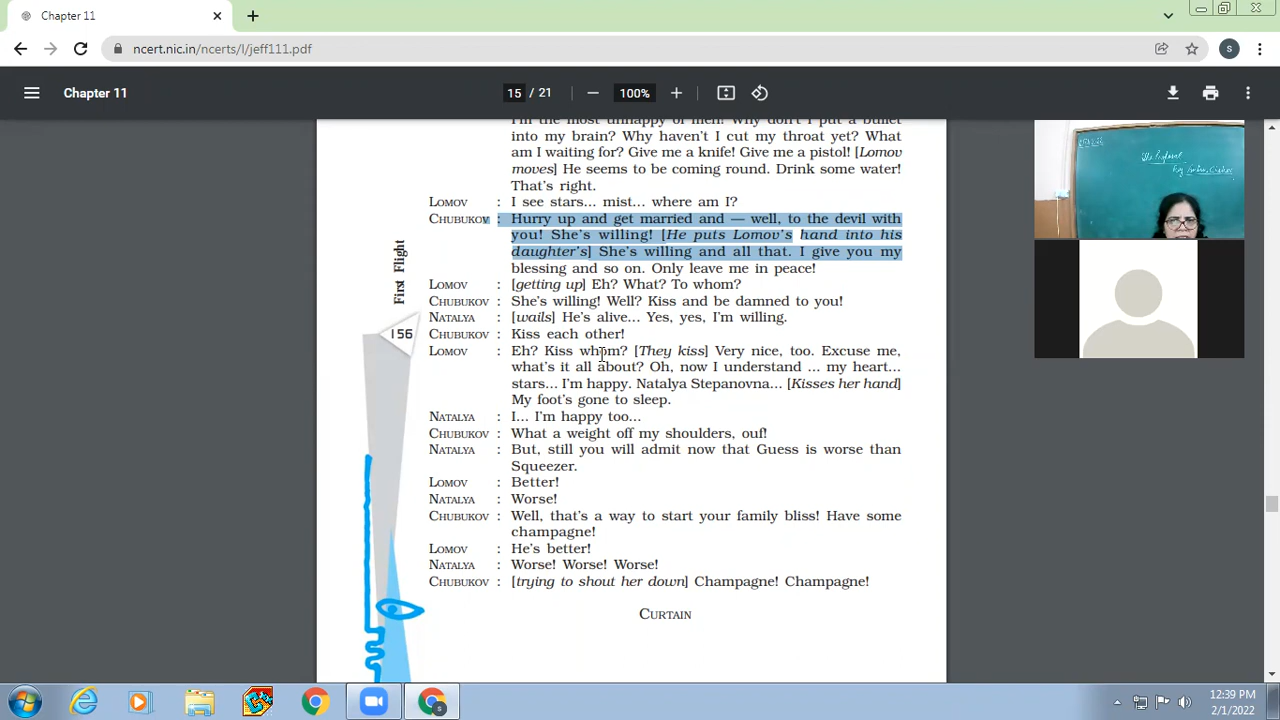 Chapter 11
ncert.nic.in/ncerts/l/jeff111.pdf
S
Chapter 11
15 / 21
100%
I'm the most unhappy of men! Why don't I put a bullet
into my brain? Why haven't I cut my throat yet? What
am I waiting for? Give me a knife! Give me a pistol! [Lomov
moves] He seems to be coming round. Drink some water!
That's right.
LOMOV : I see stars... mist... where am I?
CHUBUKOV : Hurry up and get married and — well, to the devil with
you! She's willing! [He puts Lomov's hand into his
daughter's] She's willing and all that. I give you my
blessing and so on. Only leave me in peace!
LOMOV : [getting up] Eh? What? To whom?
CHUBUKOV : She's willing! Well? Kiss and be damned to you!
NATALYA : [wails] He's alive... Yes, yes, I'm willing.
CHUBUKOV : Kiss each other!
LOMOV : Eh? Kiss whom? [They kiss] Very nice, too. Excuse me,
what's it all about? Oh, now I understand ... my heart...
stars... I'm happy. Natalya Stepanovna... [Kisses her hand]
My foot's gone to sleep.
NATALYA : I... I'm happy too...
CHUBUKOV : What a weight off my shoulders, ouf!
NATALYA : But, still you will admit now that Guess is worse than
Squeezer.
LOMOV : Better!
NATALYA : Worse!
CHUBUKOV : Well, that's a way to start your family bliss! Have some
champagne!
LOMOV : He's better!
NATALYA : Worse! Worse! Worse!
CHUBUKOV : [trying to shout her down] Champagne! Champagne!
CURTAIN
First Flight
156
The Proposal
12:39 PM
2/1/2022